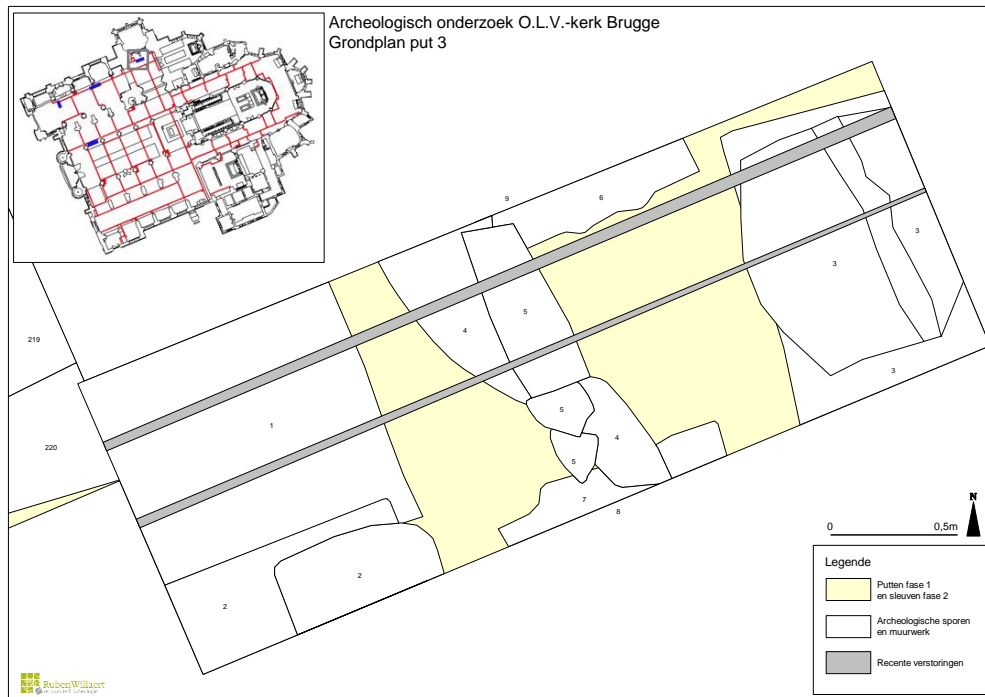 Archeologisch onderzoek O.L.V.-kerk Brugge
Grondplan put 3
9
6
3
3
5
4
219
1
5
4
3
220
5
7
8
2
2
N
0 0,5m
Legende
Putten fase 1
en sleuven fase 2
Archeologische sporen
en muurwerk
Recente verstoringen
RubenWillaert